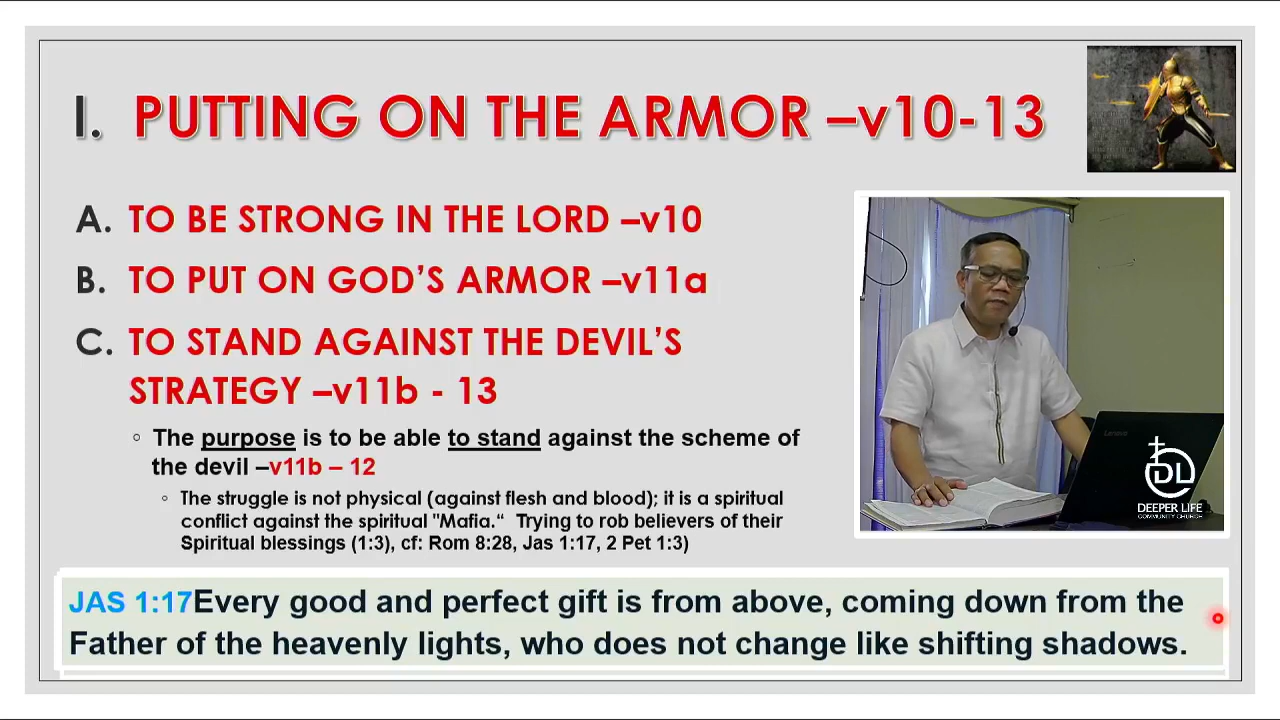 I. PUTTING ON THE ARMOR –v10-13
A. TO BE STRONG IN THE LORD –v10
B. TO PUT ON GOD’S ARMOR –v11a
C. TO STAND AGAINST THE DEVIL’S
STRATEGY –v11b - 13
The purpose is to be able to stand against the scheme of
the devil –v11b – 12
The struggle is not physical (against flesh and blood); it is a spiritual
conflict against the spiritual "Mafia.“ Trying to rob believers of their
Spiritual blessings (1:3), cf: Rom 8:28, Jas 1:17, 2 Pet 1:3)
Lenovo
DL
DEEPER LIFE
COMMUNITY CHURCH
JAS 1:17Every good and perfect gift is from above, coming down from the
Father of the heavenly lights, who does not change like shifting shadows.